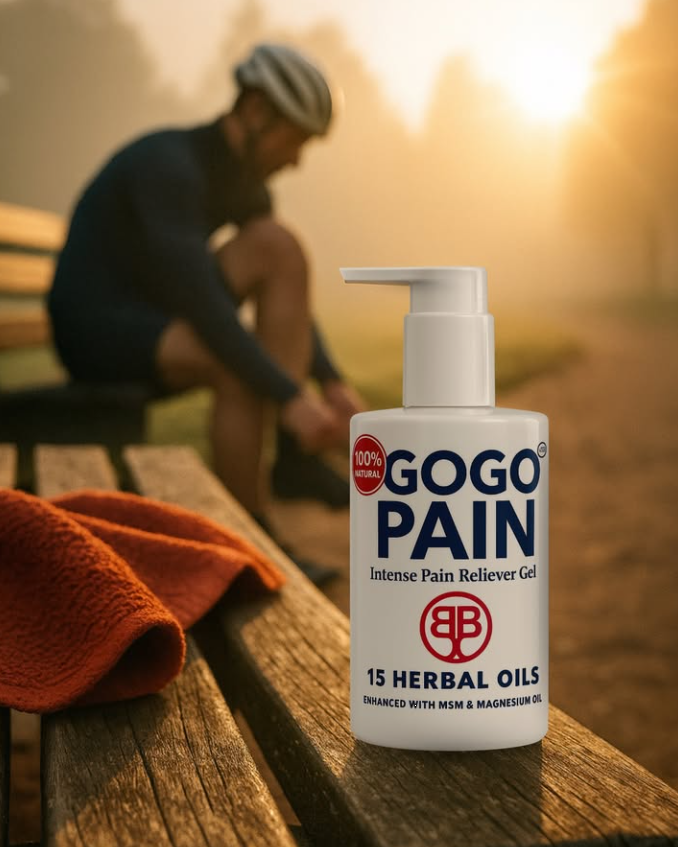 100%
NATURAL
GOGO
PAIN
Intense Pain Reliever Gel
BB
15 HERBAL OILS
ENHANCED WITH MSM & MAGNESIUM OIL